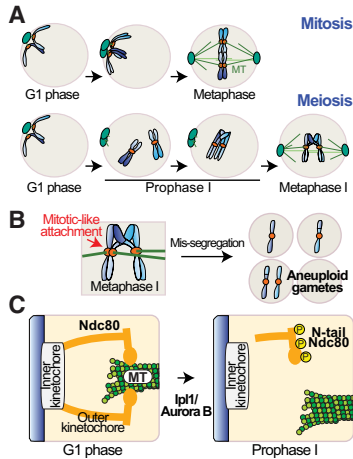 A
Mitosis
MT
G1 phase
Metaphase
Meiosis
G1 phase
Prophase I
Metaphase I
B
Mitotic-like
attachment
Mis-segregation
Metaphase I
Aneuploid
gametes
C
Ndc80
Inner
kinetochore
MT
Outer
kinetochore
G1 phase
Ipl1/
Aurora B
Inner
kinetochore
P
N-tail
Ndc80
P
P
Prophase I